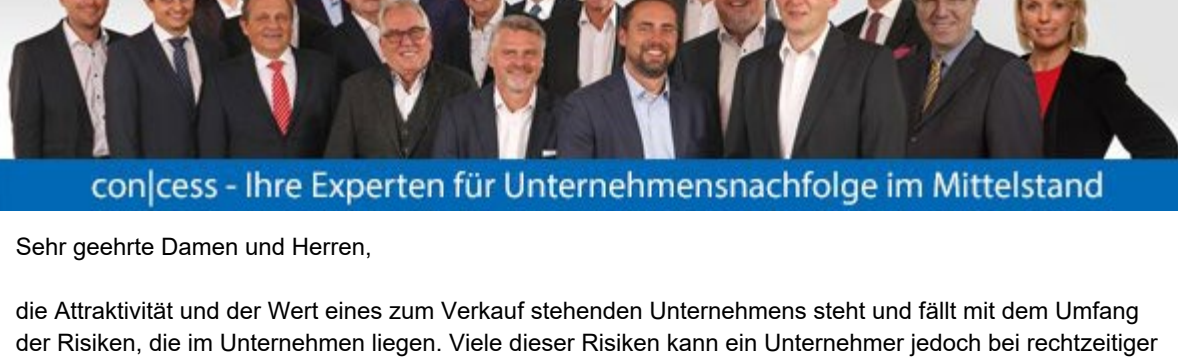 con|cess - Ihre Experten für Unternehmensnachfolge im Mittelstand
Sehr geehrte Damen und Herren,
die Attraktivität und der Wert eines zum Verkauf stehenden Unternehmens steht und fällt mit dem Umfang
der Risiken, die im Unternehmen liegen. Viele dieser Risiken kann ein Unternehmer jedoch bei rechtzeitiger